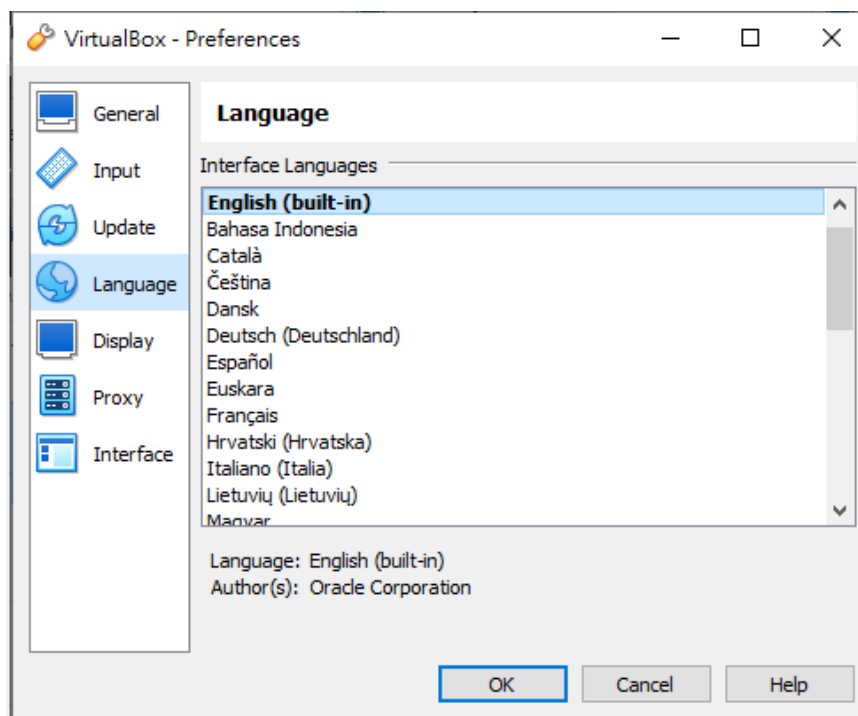 VirtualBox - Preferences
General
Input
Update
Language
Display
Proxy
Interface
Language
Interface Languages
English (built-in)
Bahasa Indonesia
Català
Čeština
Dansk
Deutsch (Deutschland)
Español
Euskara
Français
Hrvatski (Hrvatska)
Italiano (Italia)
Lietuvių (Lietuvių)
Magyar
Language: English (built-in)
Author(s): Oracle Corporation
OK
Cancel
Help